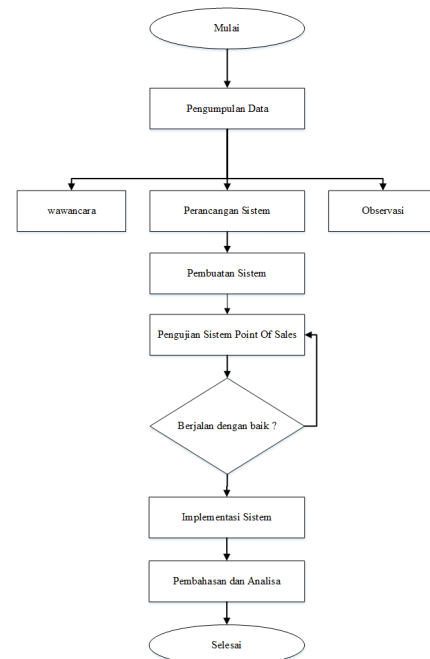 Mulai
Pengumpulan Data
wawancara
Perancangan Sistem
Observasi
Pembuatan Sistem
Pengujian Sistem Point Of Sales
Berjalan dengan baik ?
Implementasi Sistem
Pembahasan dan Analisa
Selesai